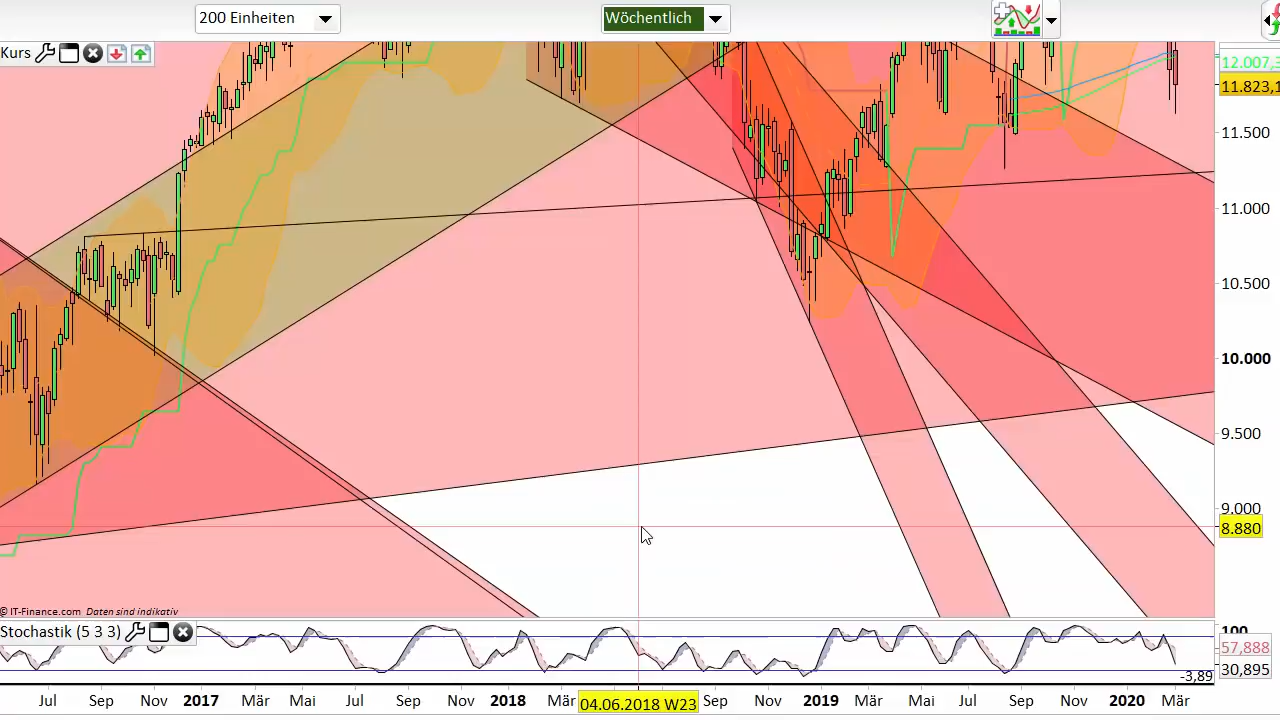 200 Einheiten
Wöchentlich
Kurs
12.007,3
11.823,1
11.500
11.000
10.500
10.000
9.500
9.000
8.880
© IT-Finance.com Daten sind indikativ
Stochastik (5 3 3)
100
57,888
30,895
-3,89
Jul Sep Nov 2017 Mär Mai Jul Sep Nov 2018 Mär 04.06.2018 W23 Sep Nov 2019 Mär Mai Jul Sep Nov 2020 Mär